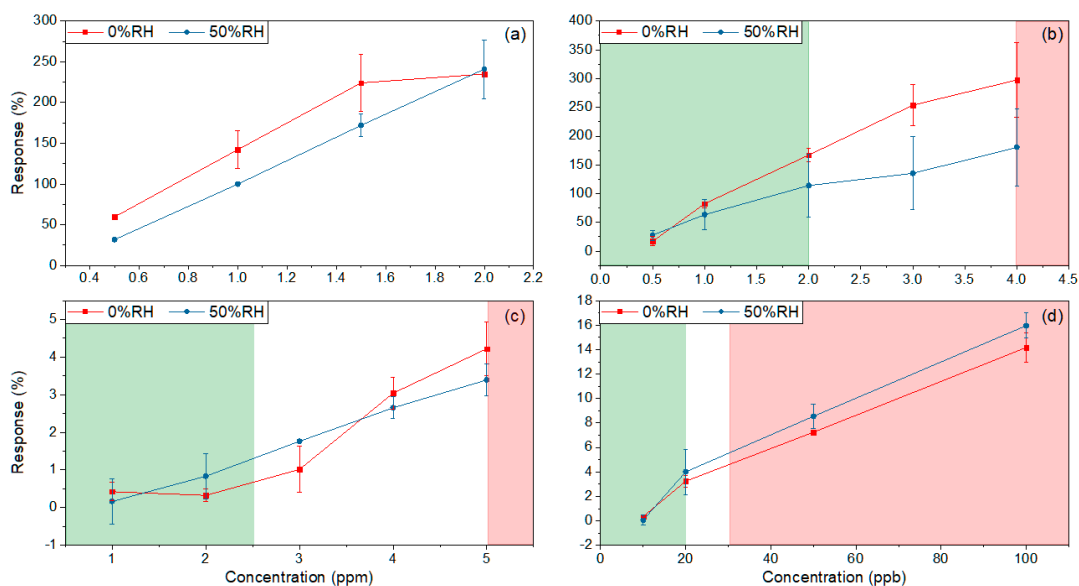 0%RH 50%RH (a)
300
250
200
150
100
50
0
0.4 0.6 0.8 1.0 1.2 1.4 1.6 1.8 2.0 2.2
Response (%)
0%RH 50%RH (b)
400
350
300
250
200
150
100
50
0
0.0 0.5 1.0 1.5 2.0 2.5 3.0 3.5 4.0 4.5
0%RH 50%RH (c)
5
4
3
2
1
0
-1
1 2 3 4 5
Response (%)
Concentration (ppm)
0%RH 50%RH (d)
18
16
14
12
10
8
6
4
2
0
-2
0 20 40 60 80 100
Concentration (ppb)